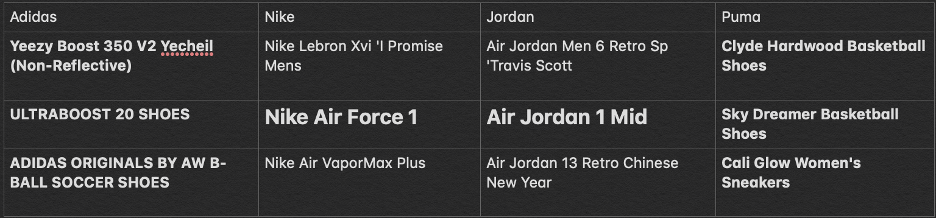 Adidas
Nike
Jordan
Puma
Yeezy Boost 350 V2 Yecheil
(Non-Reflective)
Nike Lebron Xvi 'I Promise
Mens
Air Jordan Men 6 Retro Sp
'Travis Scott
Clyde Hardwood Basketball
Shoes
ULTRABOOST 20 SHOES
Nike Air Force 1
Air Jordan 1 Mid
Sky Dreamer Basketball
Shoes
ADIDAS ORIGINALS BY AW B-
BALL SOCCER SHOES
Nike Air VaporMax Plus
Air Jordan 13 Retro Chinese
New Year
Cali Glow Women's
Sneakers